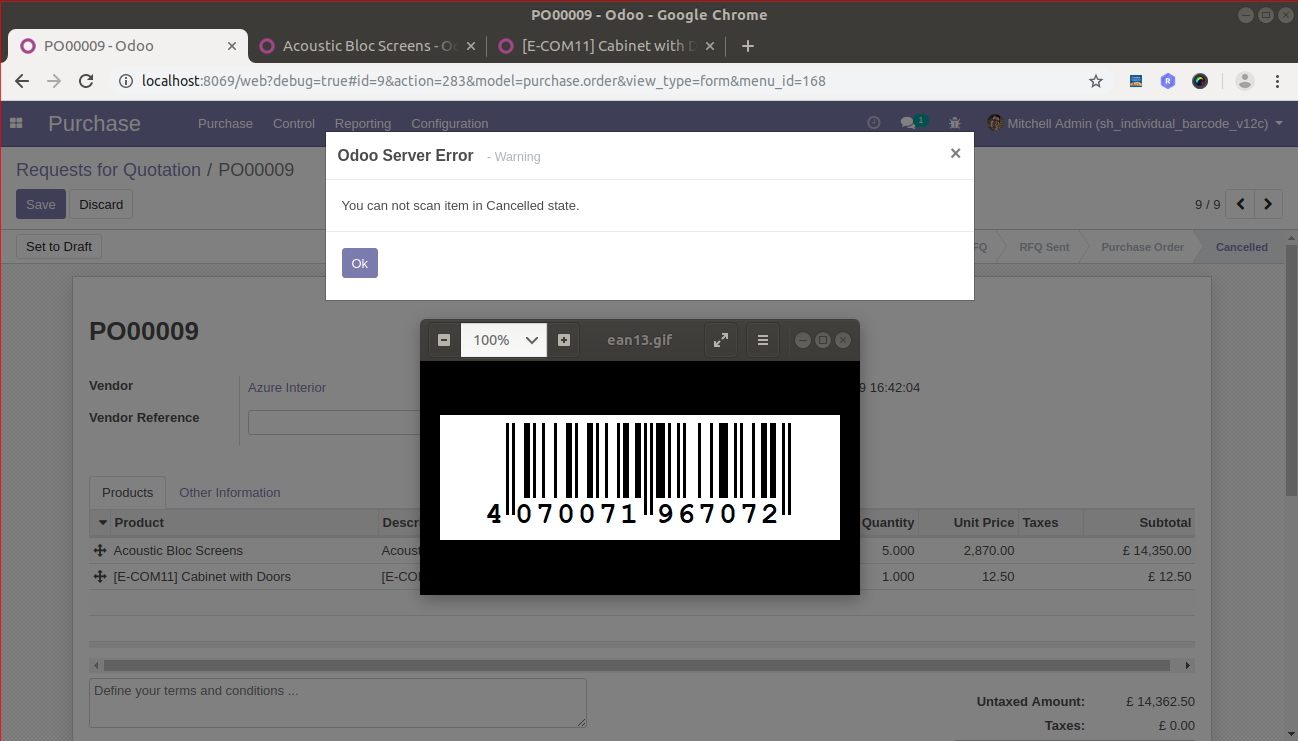 PO00009 - Odoo - Google Chrome
PO00009 - Odoo
Acoustic Bloc Screens - Od
[E-COM11] Cabinet with D
localhost:8069/web?debug=true#id=9&action=283&model=purchase.order&view_type=form&menu_id=168
Purchase Purchase Control Reporting Configuration 1 Mitchell Admin (sh_individual_barcode_v12c)
Requests for Quotation / PO00009
Odoo Server Error - Warning
You can not scan item in Cancelled state.
Ok
Save Discard 9 / 9
Set to Draft FQ RFQ Sent Purchase Order Cancelled
PO00009
100% ean13.gif
Vendor Azure Interior 9 16:42:04
Vendor Reference
4 070071 967072
Products Other Information
Product Descr Quantity Unit Price Taxes Subtotal
Acoustic Bloc Screens Acoust 5.000 2,870.00 £ 14,350.00
[E-COM11] Cabinet with Doors [E-CO 1.000 12.50 £ 12.50
Define your terms and conditions ...
Untaxed Amount: £ 14,362.50
Taxes: £ 0.00